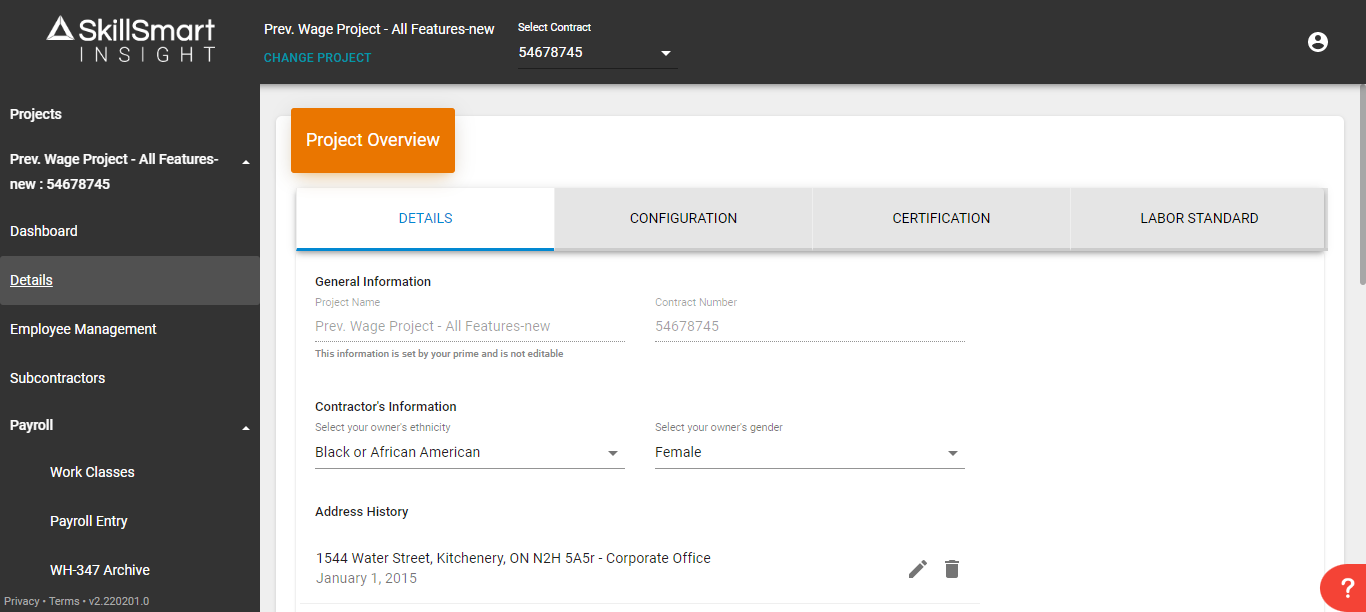 SkillSmart
INSIGHT
Prev. Wage Project - All Features-new
CHANGE PROJECT
Select Contract
54678745
Projects
Prev. Wage Project - All Features-
new : 54678745
Dashboard
Details
Employee Management
Subcontractors
Payroll
Work Classes
Payroll Entry
WH-347 Archive
Privacy • Terms • v2.220201.0
Project Overview
DETAILS
CONFIGURATION
CERTIFICATION
LABOR STANDARD
General Information
Project Name
Contract Number
Prev. Wage Project - All Features-new
54678745
This information is set by your prime and is not editable
Contractor's Information
Select your owner's ethnicity
Select your owner's gender
Black or African American
Female
Address History
1544 Water Street, Kitchenery, ON N2H 5A5r - Corporate Office
January 1, 2015
?